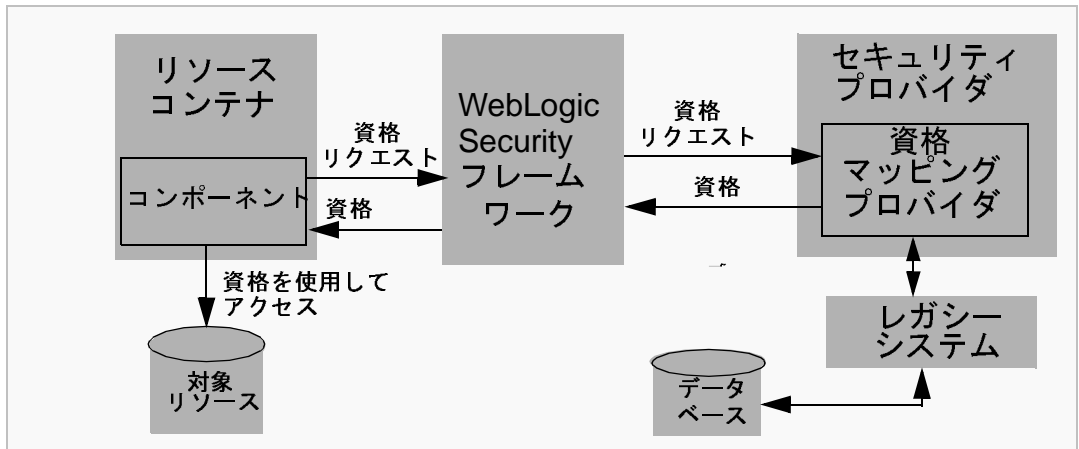 リソース
コンテナ
コンポーネント
資格
リクエスト
資格
WebLogic
Security
フレーム
ワーク
資格
リクエスト
資格
セキュリティ
プロバイダ
資格
マッピング
プロバイダ
資格を使用して
アクセス
対象
リソース
レガシー
システム
データ
ベース